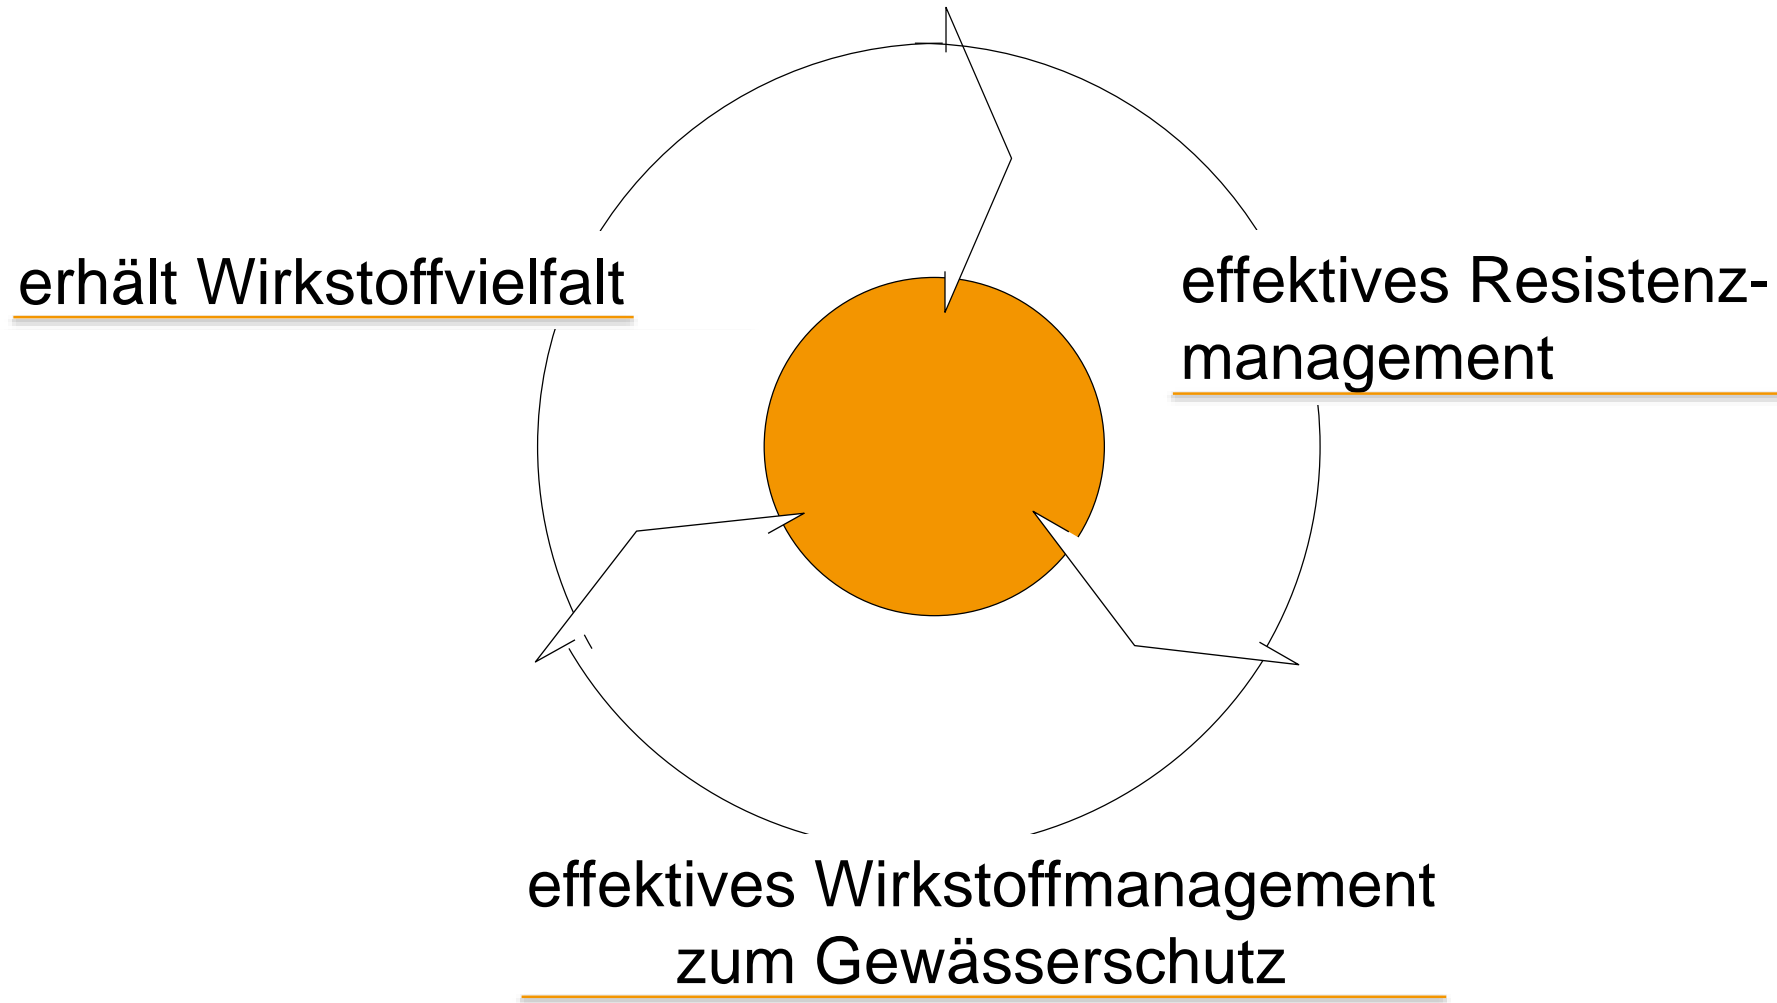 erhält Wirkstoffvielfalt
effektives Resistenz-
management
effektives Wirkstoffmanagement
zum Gewässerschutz